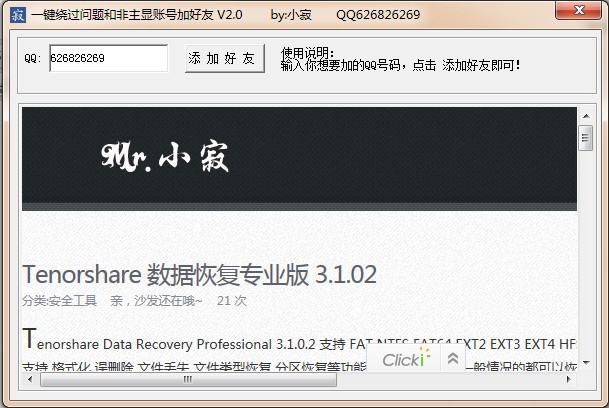 寂 一键绕过问题和非主显账号加好友 V2.0 by:小寂 QQ626826269
QQ: 626826269 添 加 好 友
使用说明:
输入你想要加的QQ号码，点击 添加好友即可!
Mr.小寂
Tenorshare 数据恢复专业版 3.1.02
分类:安全工具 亲，沙发还在哦~ 21 次
Tenorshare Data Recovery Professional 3.1.0.2 支持 FAT NTFS FAT64 EXT2 EXT3 EXT4 HF
支持 格式化 误删除 文件丢失 文件类型恢复 分区恢复等功能 一般情况的都可以恢
Clicki